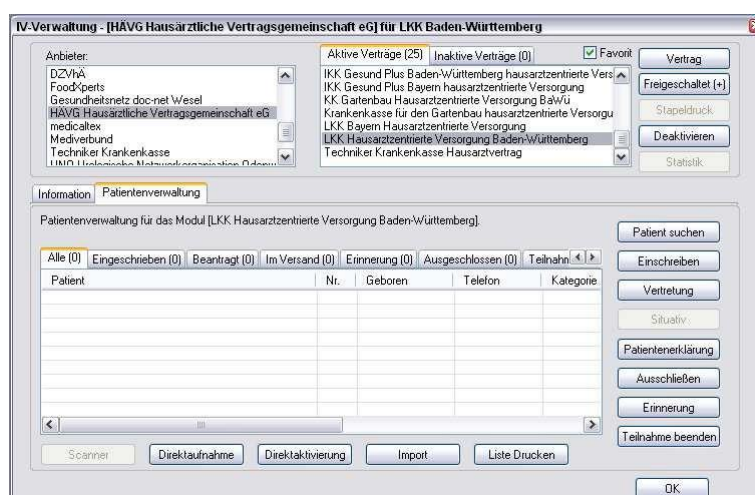 IV-Verwaltung - [HÄVG Hausärztliche Vertragsgemeinschaft eG] für LKK Baden-Württemberg
Anbieter:
DZVhÄ
FoodXperts
Gesundheitsnetz doc-net Wesel
HÄVG Hausärztliche Vertragsgemeinschaft eG
medicaltex
Mediverbund
Techniker Krankenkasse
UND Urologische Netzwerkorganisation Odenw
Aktive Verträge (25) Inaktive Verträge (0) Favorit
IKK Gesund Plus Baden-Württemberg hausarztzentrierte Vers
IKK Gesund Plus Bayern hausarztzentrierte Versorgung
KK Gartenbau Hausarztzentrierte Versorgung BaWü
Krankenkasse für den Gartenbau hausarztzentrierte Versorgu
LKK Bayern Hausarztzentrierte Versorgung
LKK Hausarztzentrierte Versorgung Baden-Württemberg
Techniker Krankenkasse Hausarztvertrag
Vertrag
Freigeschaltet (+)
Stapeldruck
Deaktivieren
Statistik
Information Patientenverwaltung
Patientenverwaltung für das Modul [LKK Hausarztzentrierte Versorgung Baden-Württemberg].
Alle (0) Eingeschrieben (0) Beantragt (0) Im Versand (0) Erinnerung (0) Ausgeschlossen (0) Teilnahm
Patient Nr. Geboren Telefon Kategorie
Patient suchen
Einschreiben
Vertretung
Situativ
Patientenerklärung
Ausschließen
Erinnerung
Teilnahme beenden
Scanner Direktaufnahme Direktaktivierung Import Liste Drucken
OK